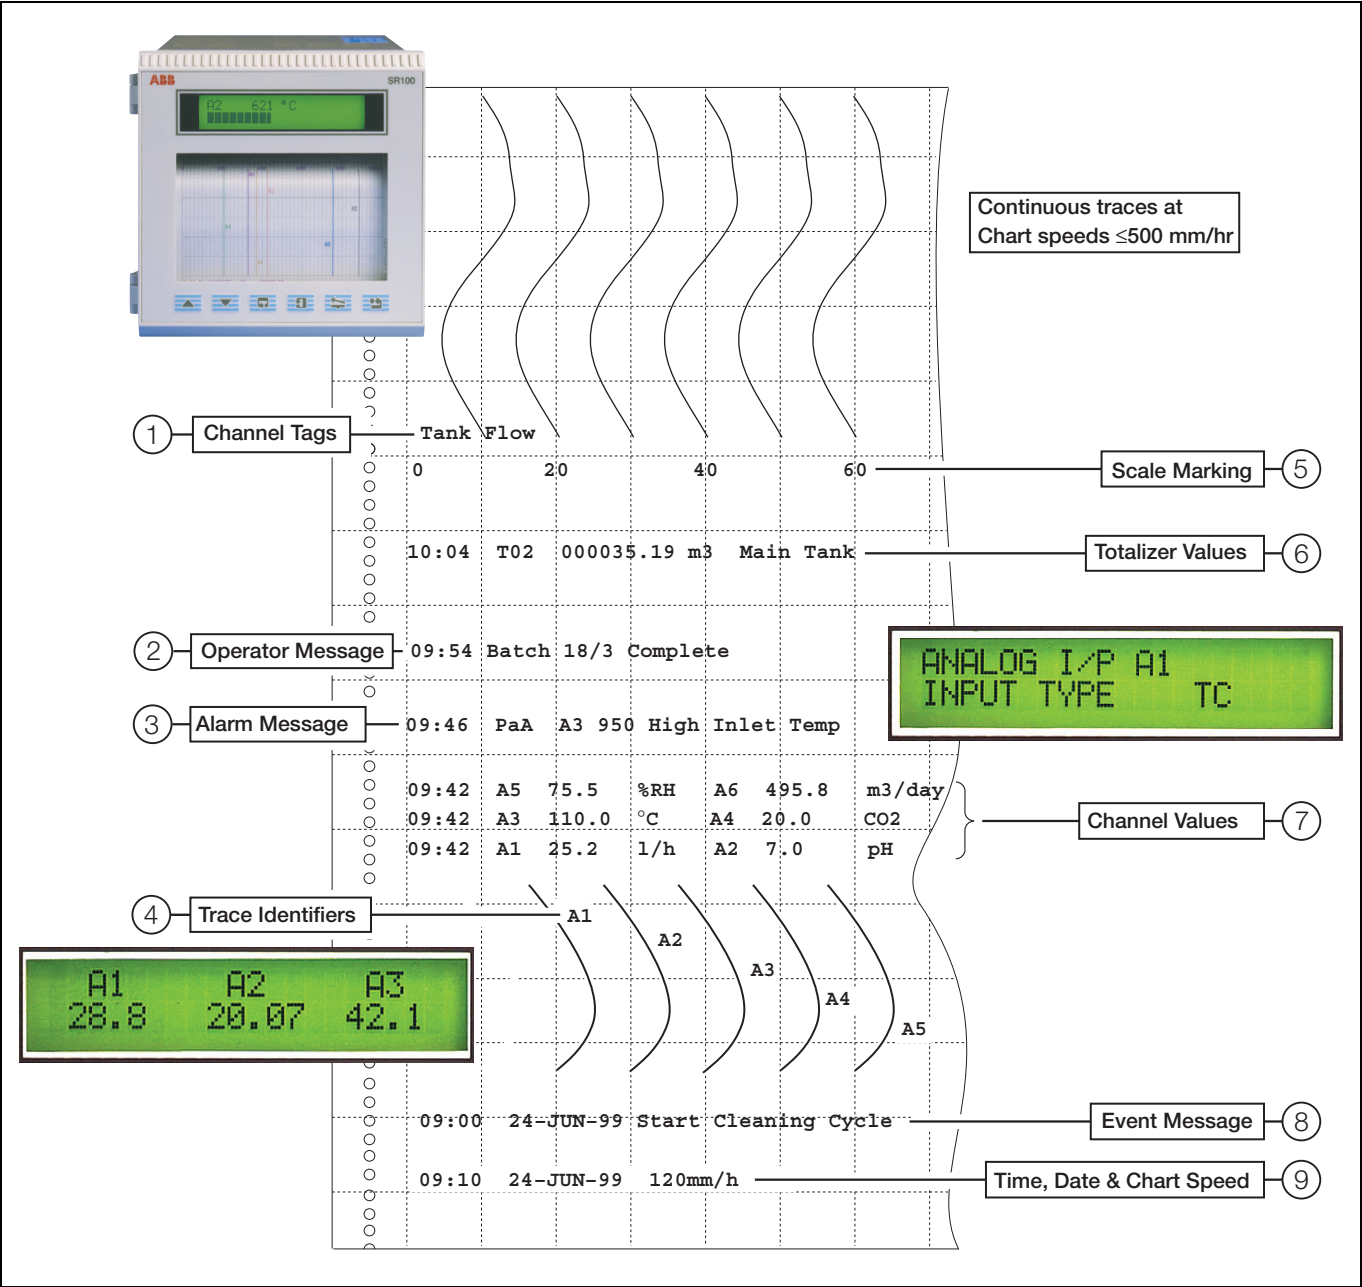 ABB
SR100
A2 621 °C
Continuous traces at
Chart speeds ≤500 mm/hr
1 Channel Tags
Tank Flow
0 20 40 60
Scale Marking 5
10:04 T02 000035.19 m3 Main Tank
Totalizer Values 6
2 Operator Message
09:54 Batch 18/3 Complete
ANALOG I/P A1
INPUT TYPE TC
3 Alarm Message
09:46 PaA A3 950 High Inlet Temp
09:42 A5 75.5 %RH A6 495.8 m3/day
09:42 A3 110.0 °C A4 20.0 CO2
09:42 A1 25.2 l/h A2 7.0 pH
Channel Values 7
4 Trace Identifiers
A1
A2
A3
A4
A5
A1 A2 A3
28.8 20.07 42.1
09:00 24-JUN-99 Start Cleaning Cycle
Event Message 8
09:10 24-JUN-99 120mm/h
Time, Date & Chart Speed 9